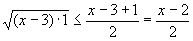 √((x−3)·1) ≤ (x−3+1)/2 = (x−2)/2